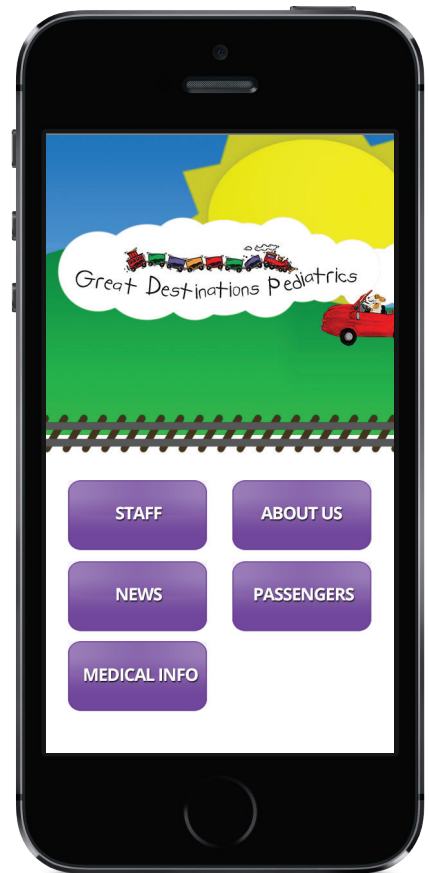 Great Destinations Pediatrics
STAFF
ABOUT US
NEWS
PASSENGERS
MEDICAL INFO